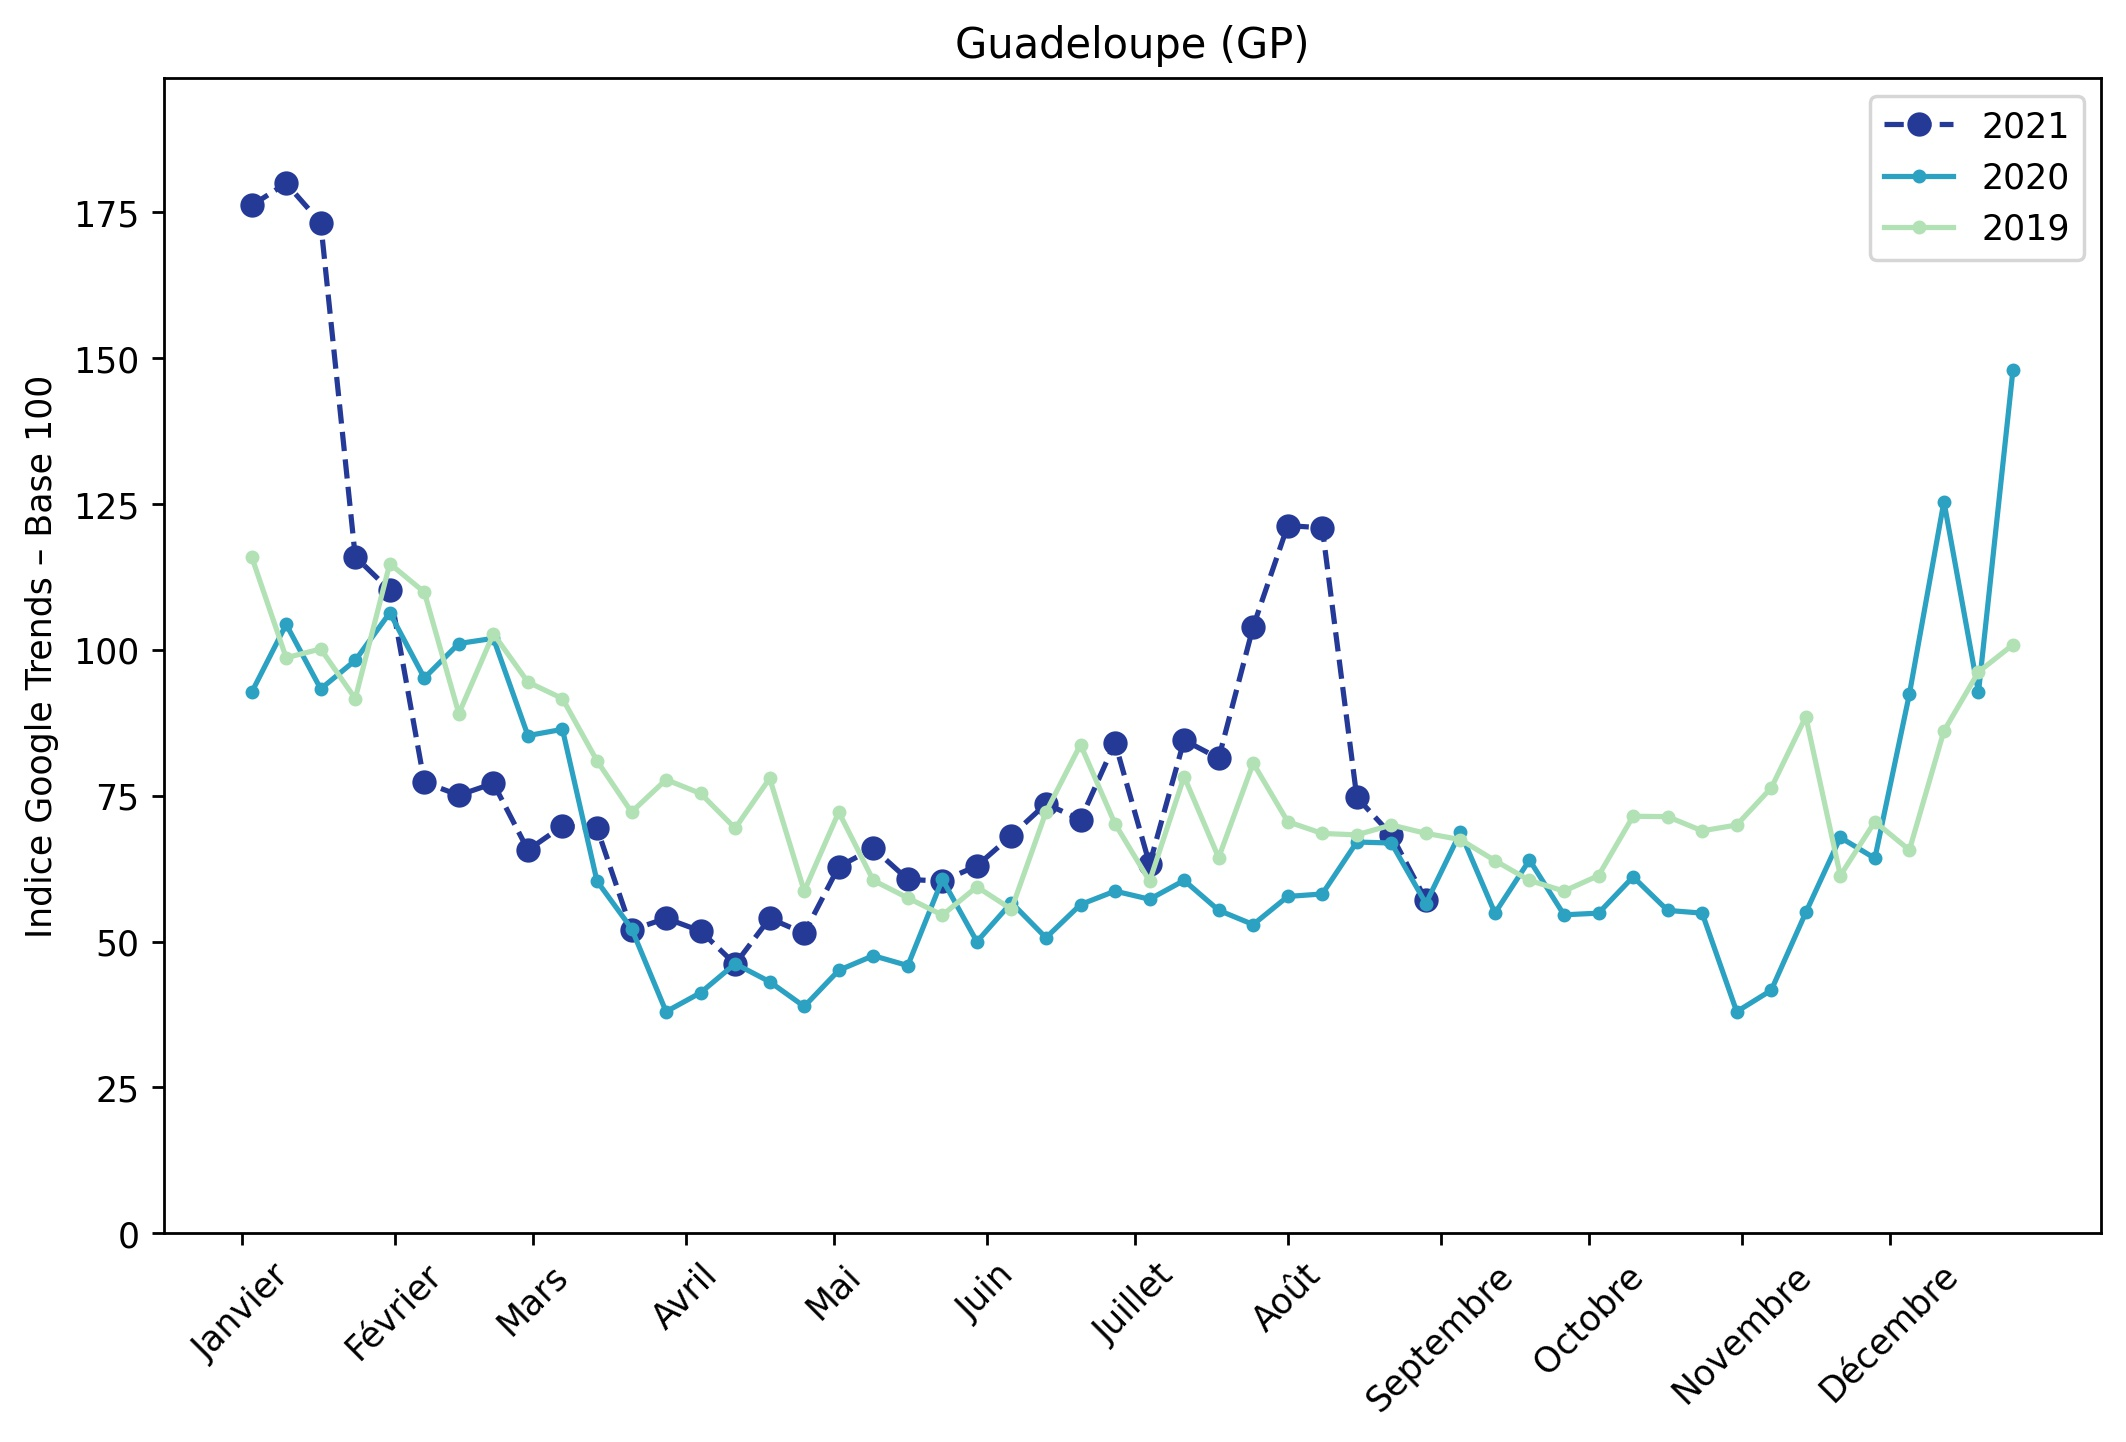 Guadeloupe (GP)
2021
2020
2019
Indice Google Trends – Base 100
175
150
125
100
75
50
25
0
Janvier
Février
Mars
Avril
Mai
Juin
Juillet
Août
Septembre
Octobre
Novembre
Décembre